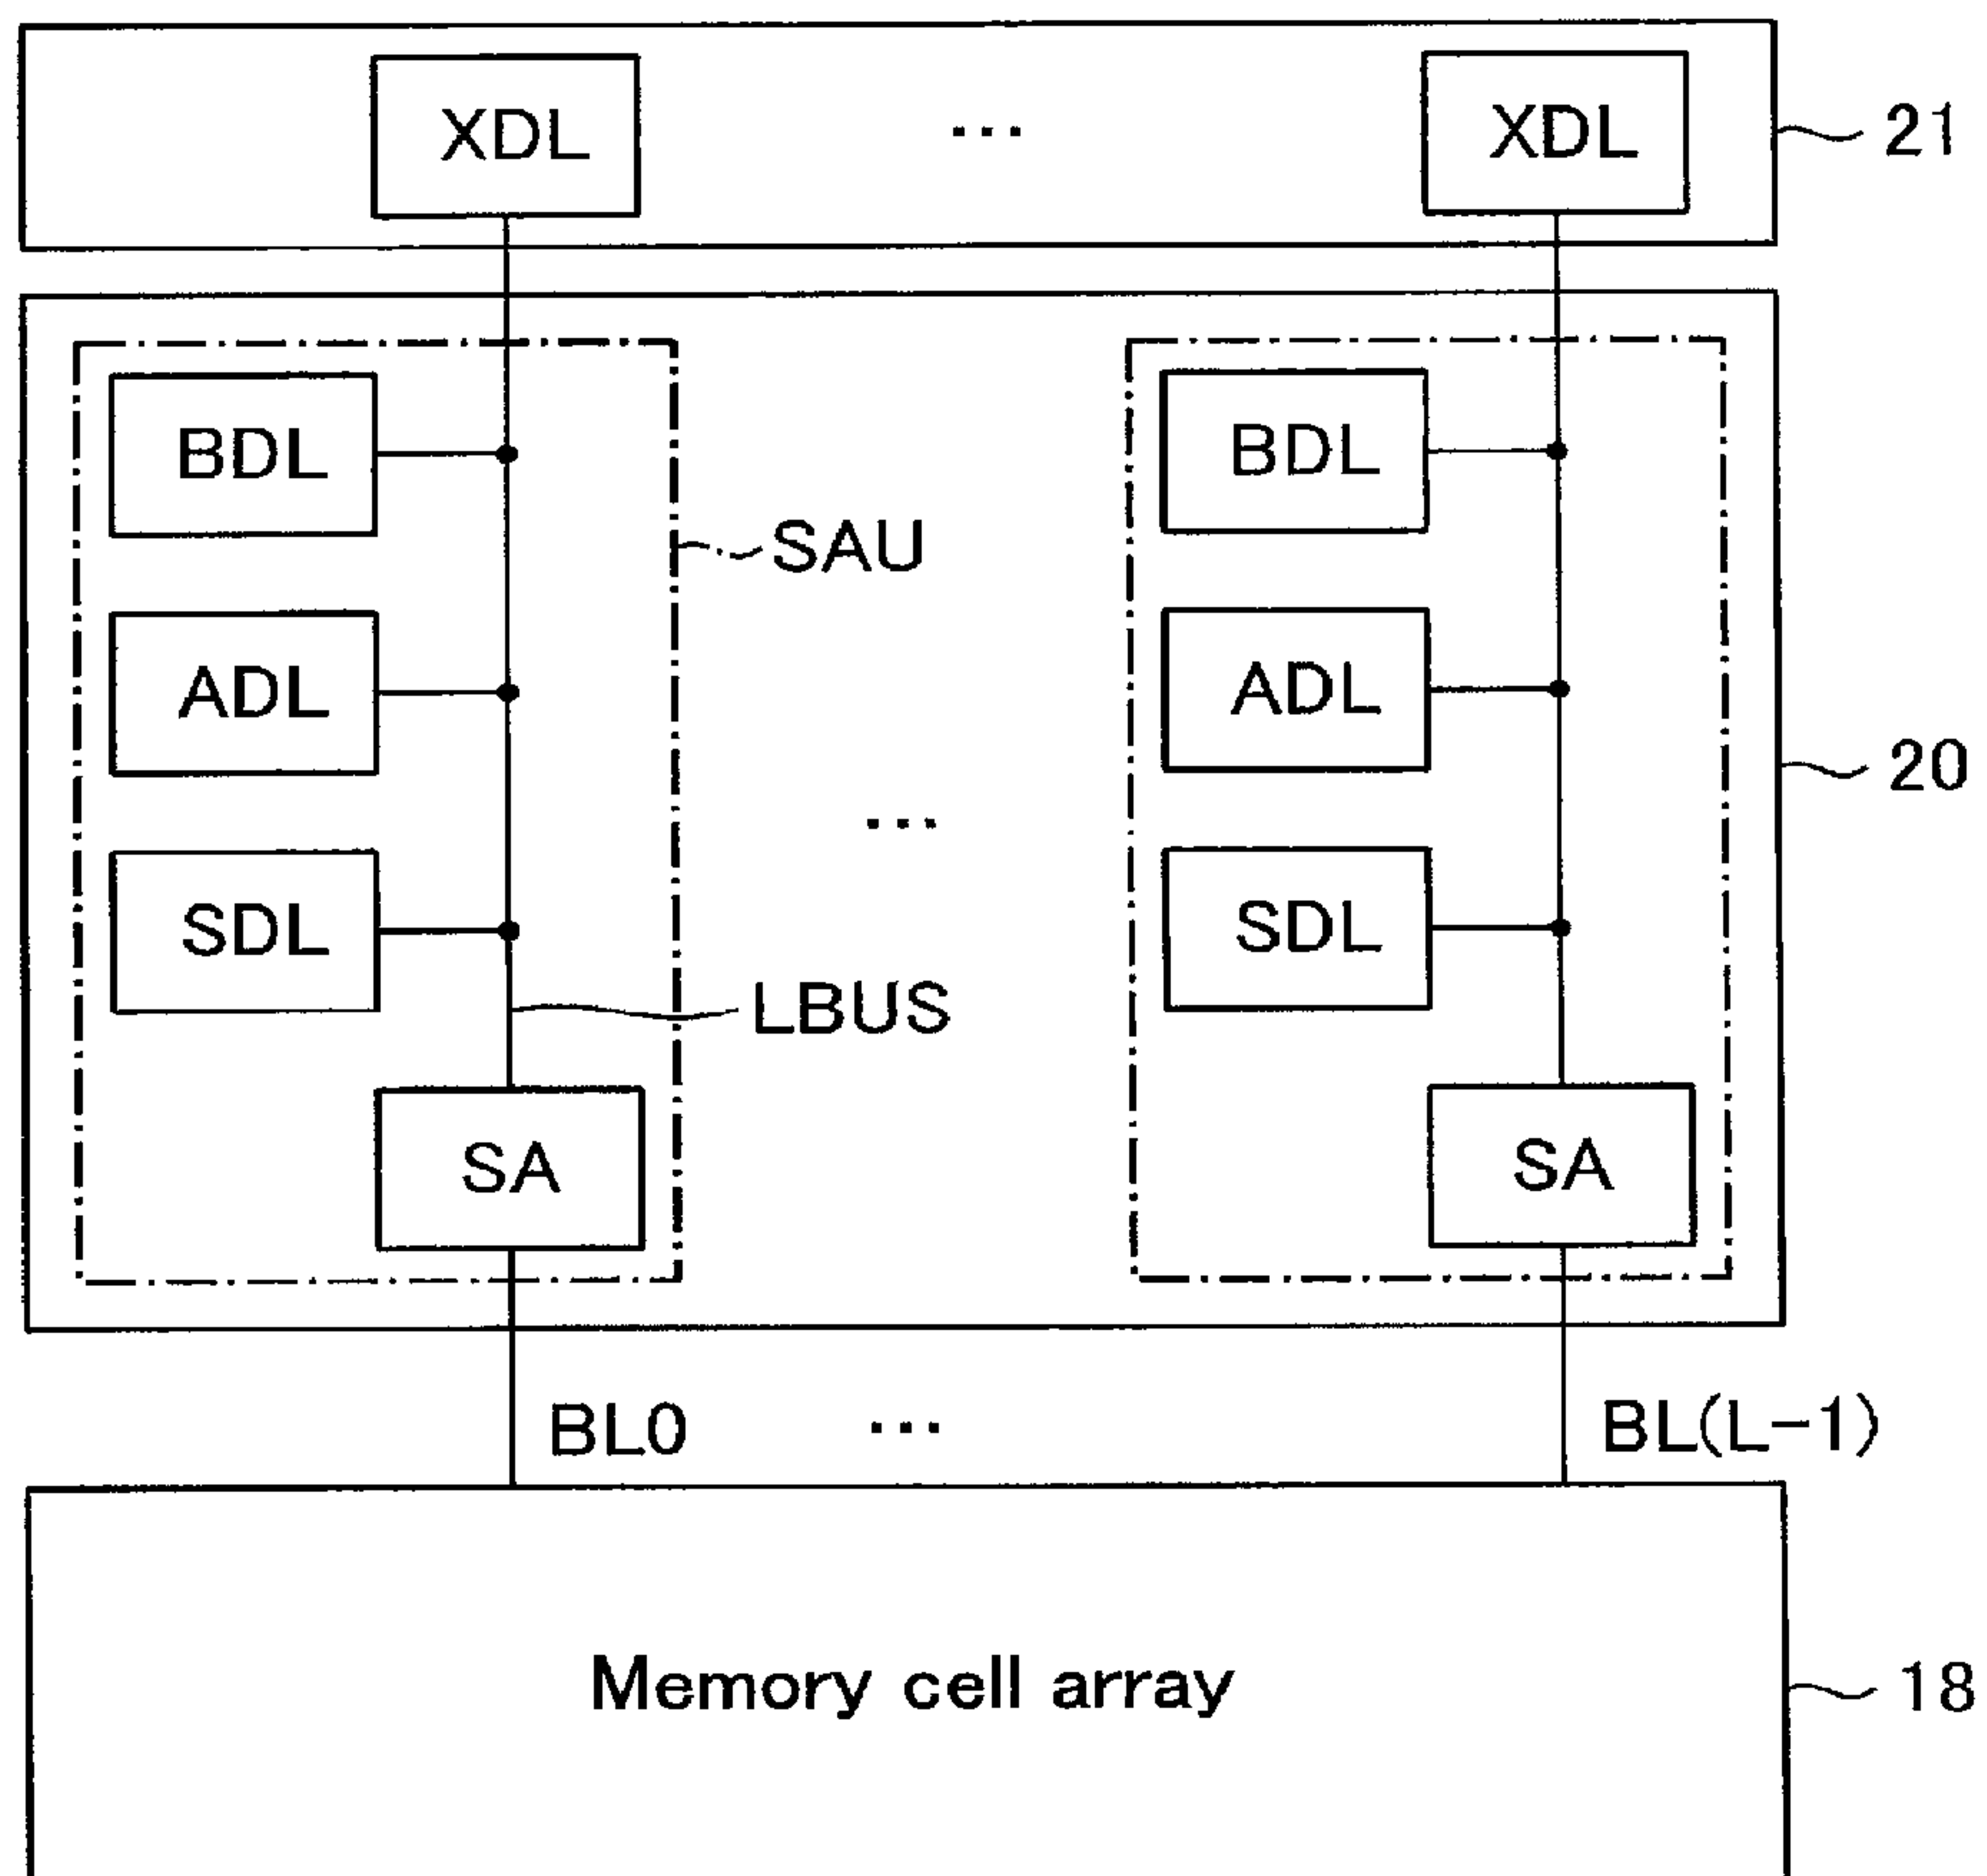 XDL ... XDL 21
BDL BDL
SAU
ADL ADL
20
...
SDL SDL
LBUS
SA SA
BL0 ... BL(L-1)
Memory cell array 18